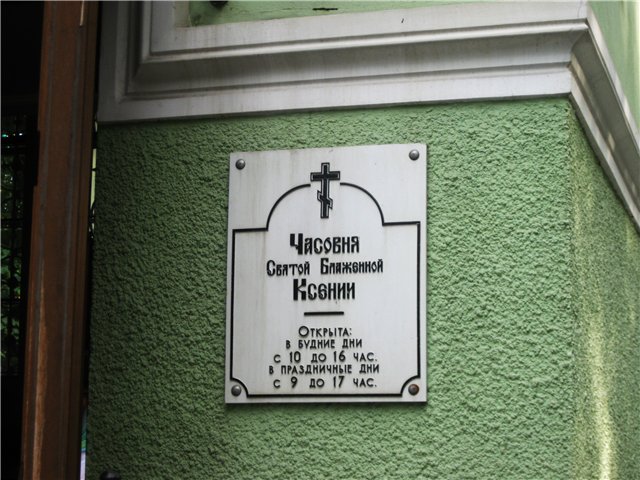 Часовня
Святой Блаженной
Ксении
Открыта:
в будние дни
с 10 до 16 час.
в праздничные дни
с 9 до 17 час.